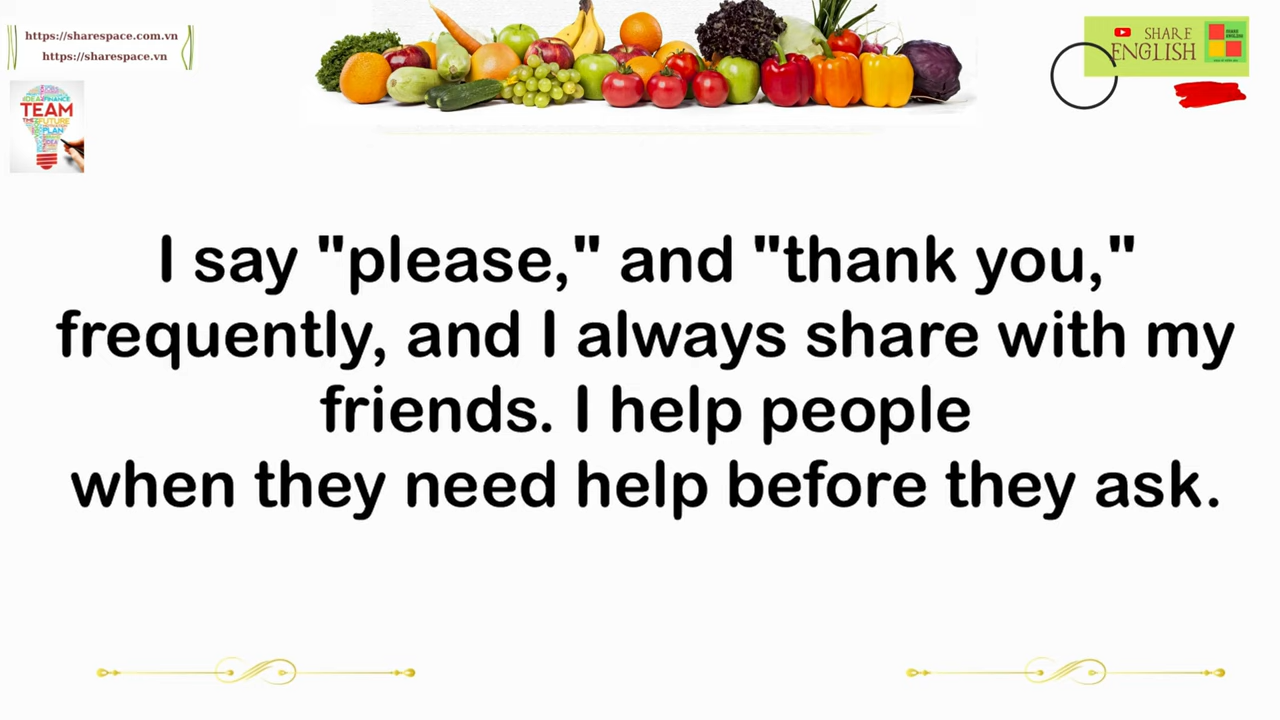 https://sharespace.com.vn
https://sharespace.vn
SHARE
ENGLISH
TEAM
PLAN
I say "please," and "thank you,"
frequently, and I always share with my
friends. I help people
when they need help before they ask.